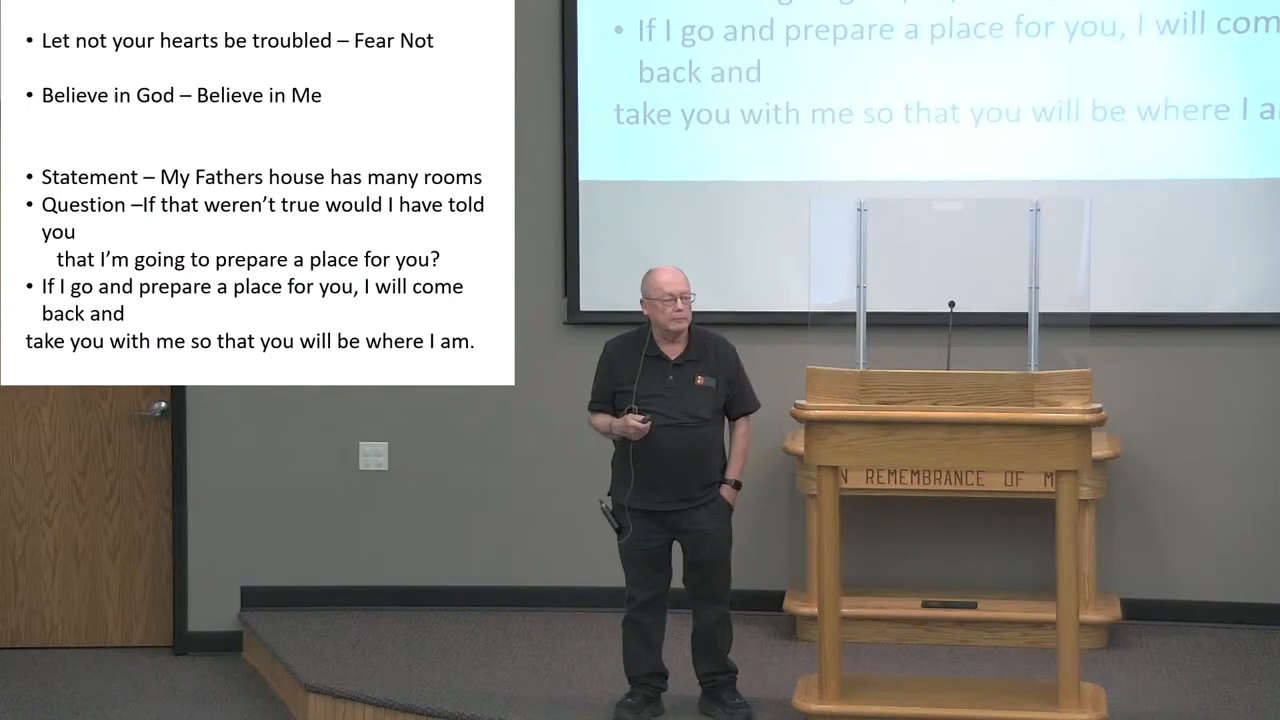 • Let not your hearts be troubled – Fear Not
• Believe in God – Believe in Me
• Statement – My Fathers house has many rooms
• Question –If that weren't true would I have told
you
that I'm going to prepare a place for you?
• If I go and prepare a place for you, I will come
back and
take you with me so that you will be where I am.
• If I go and prepare a place for you, I will com
back and
take you with me so that you will be where I a
N REMEMBRANCE OF M